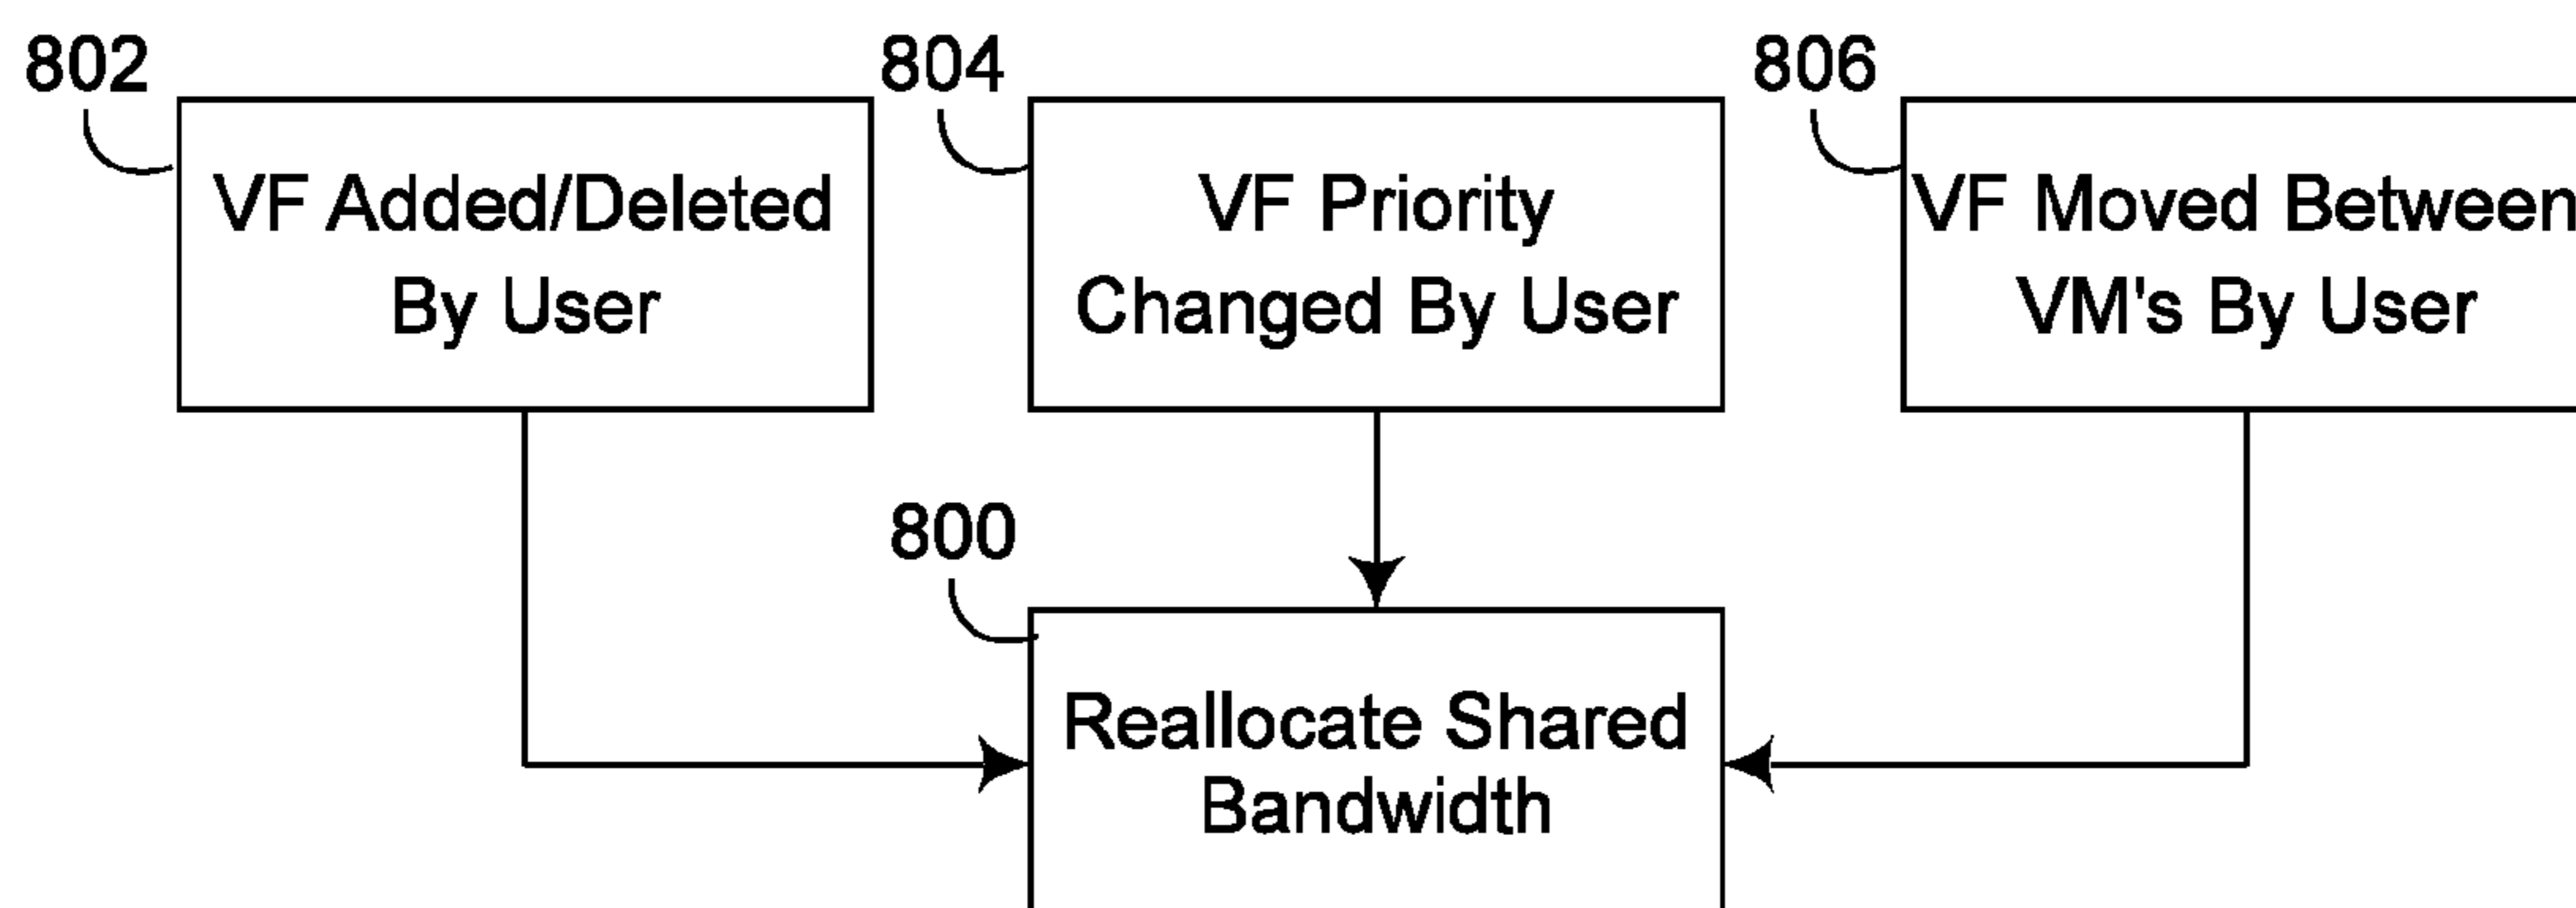 802
VF Added/Deleted
By User
804
VF Priority
Changed By User
806
VF Moved Between
VM's By User
800
Reallocate Shared
Bandwidth